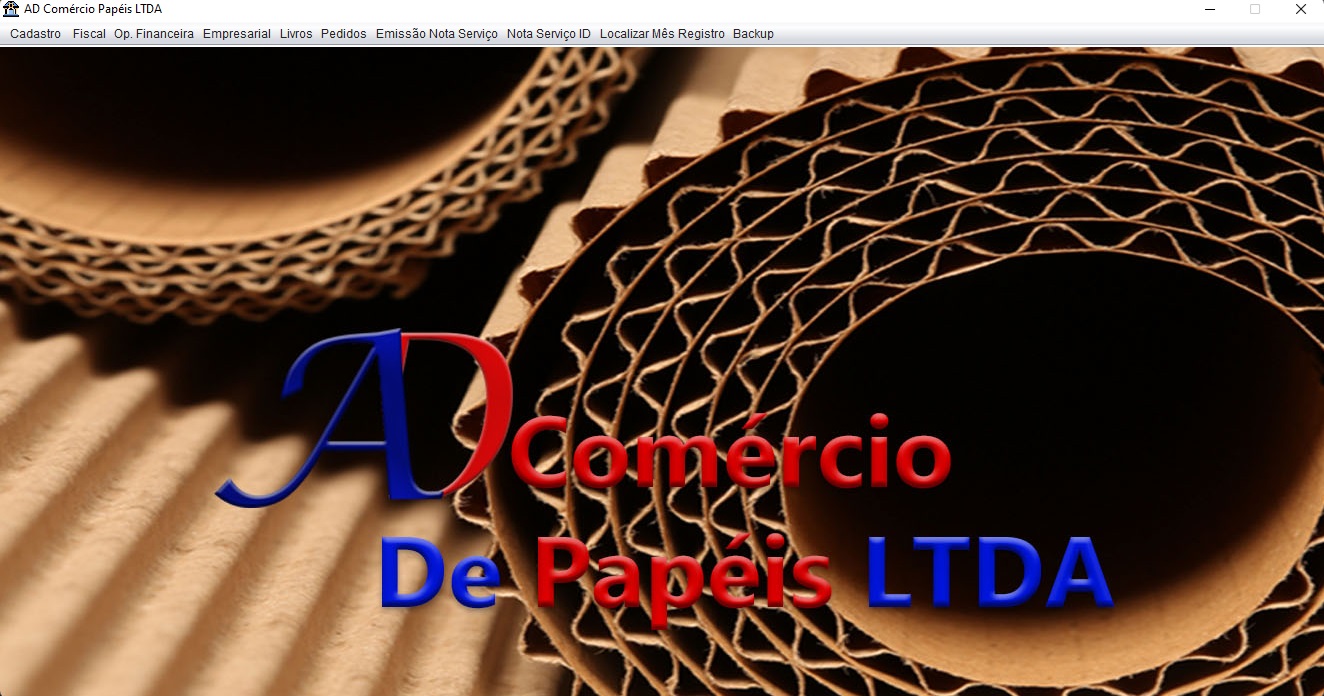 AD Comércio Papéis LTDA
Cadastro Fiscal Op. Financeira Empresarial Livros Pedidos Emissão Nota Serviço Nota Serviço ID Localizar Mês Registro Backup
AD Comércio
De Papéis LTDA